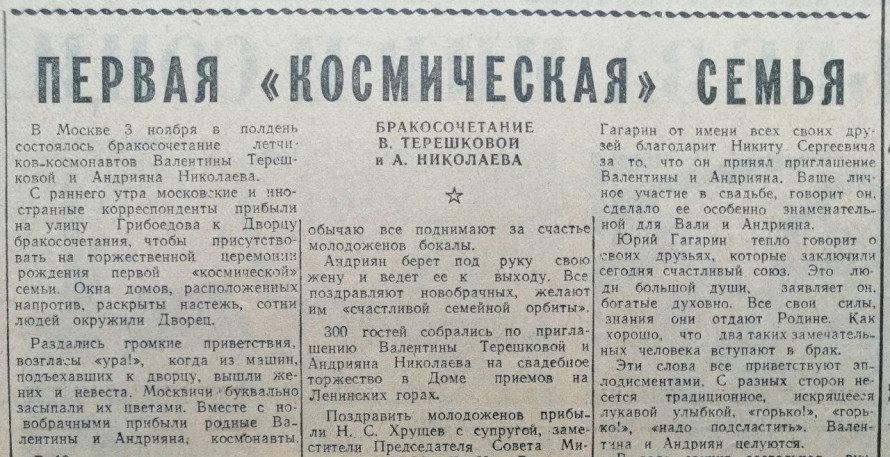 ПЕРВАЯ «КОСМИЧЕСКАЯ» СЕМЬЯ
В Москве 3 ноября в полдень
состоялось бракосочетание летчи-
ков-космонавтов Валентины Тереш-
ковой и Андрияна Николаева.
С раннего утра московские и ино-
странные корреспонденты прибыли
на улицу Грибоедова к Дворцу
бракосочетания, чтобы присутство-
вать на торжественной церемонии
рождения первой «космической»
семьи. Окна домов, расположенных
напротив, раскрыты настежь, сотни
людей окружили Дворец.
Раздались громкие приветствия,
возгласы «ура!», когда из машин,
подъехавших к дворцу, вышли же-
них и невеста. Москвичи буквально
засыпали их цветами. Вместе с но-
вобрачными прибыли родные Ва-
лентины и Андрияна, космонавты.
БРАКОСОЧЕТАНИЕ
В. ТЕРЕШКОВОЙ
и А. НИКОЛАЕВА
обычаю все поднимают за счастье
молодоженов бокалы.
Андриян берет под руку свою
жену и ведет ее к выходу. Все
поздравляют новобрачных, желают
им «счастливой семейной орбиты».
300 гостей собрались по пригла-
шению Валентины Терешковой и
Андрияна Николаева на свадебное
торжество в Доме приемов на
Ленинских горах.
Поздравить молодоженов прибы-
ли Н. С. Хрущев с супругой, заме-
стители Председателя Совета Ми-
Гагарин от имени всех своих дру-
зей благодарит Никиту Сергеевича
за то, что он принял приглашение
Валентины и Андрияна. Ваше лич-
ное участие в свадьбе, говорит он,
сделало ее особенно знаменатель-
ной для Вали и Андрияна.
Юрий Гагарин тепло говорит о
своих друзьях, которые заключили
сегодня счастливый союз. Это лю-
ди большой души, заявляет он,
богатые духовно. Все свои силы,
знания они отдают Родине. Как
хорошо, что два таких замечатель-
ных человека вступают в брак.
Эти слова все приветствуют ап-
лодисментами. С разных сторон не-
сется традиционное, искрящееся
лукавой улыбкой, «горько!», «горь-
ко!», «надо подсластить». Вален-
тина и Андриян целуются.